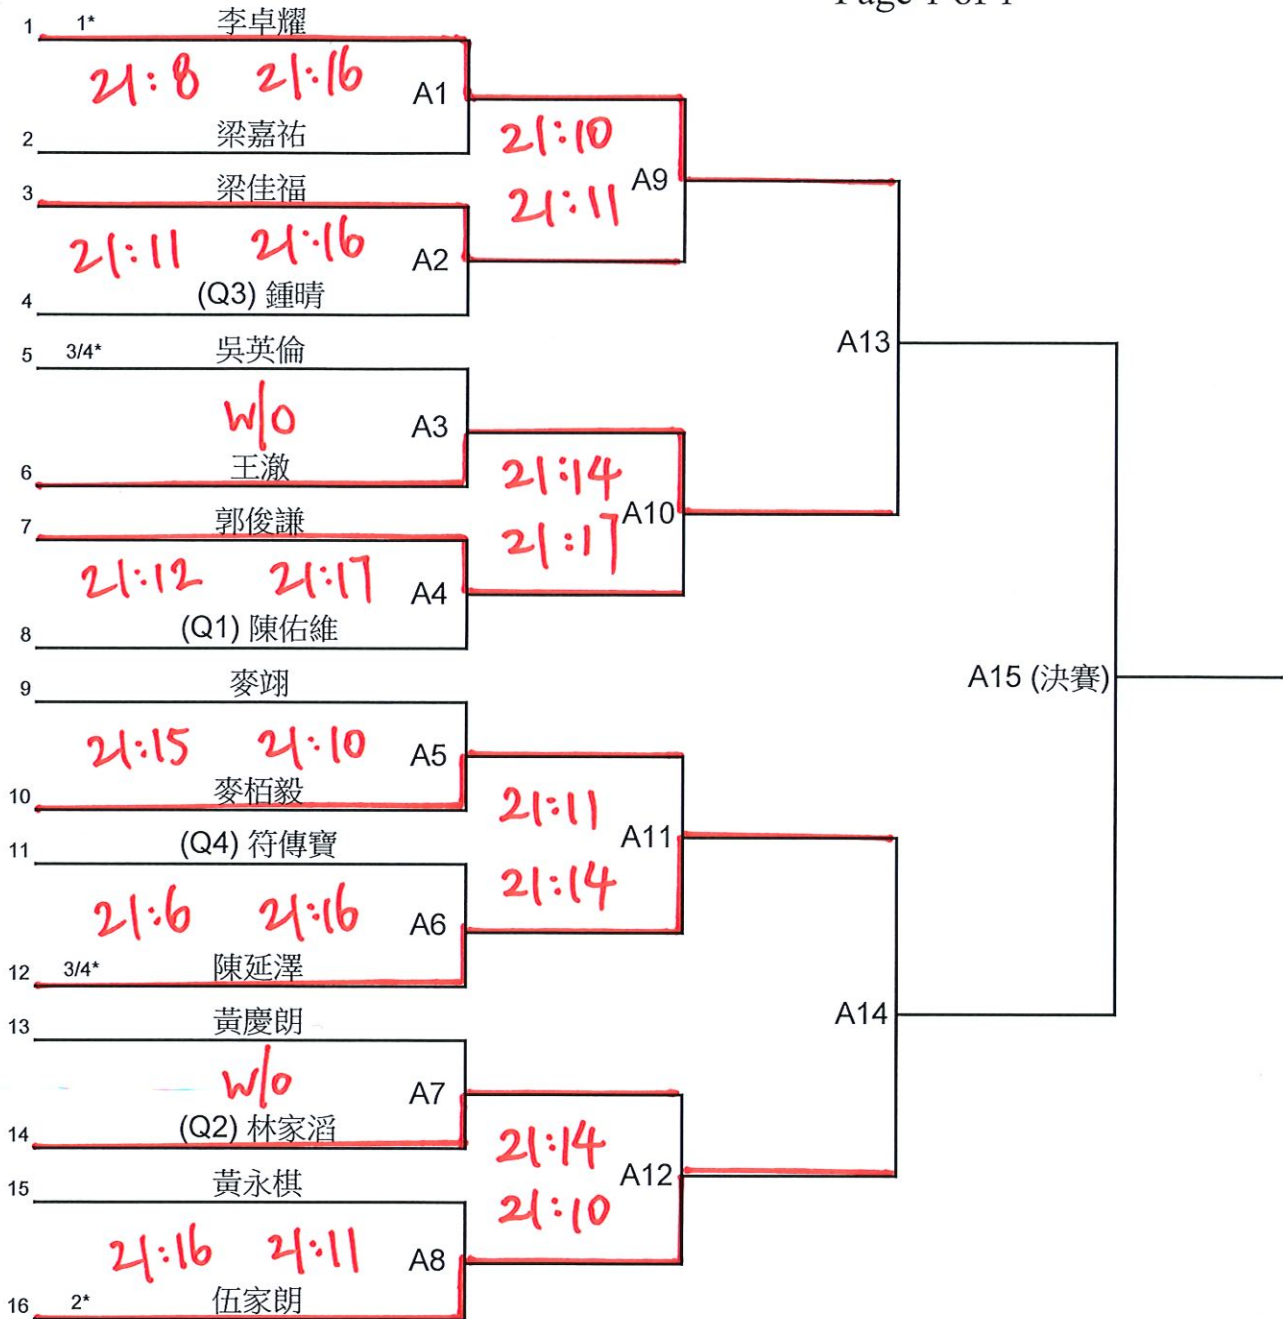 Page 1 of 1
1 1* 李卓耀
21:8 21:16 A1
2 梁嘉祐
21:10
A9
21:11
3 梁佳福
21:11 21:16 A2
4 (Q3) 鍾晴
A13
5 3/4* 吳英倫
W/O A3
6 王澈
21:14
A10
21:17
7 郭俊謙
21:12 21:17 A4
8 (Q1) 陳佑維
A15 (決賽)
9 麥翊
21:15 21:10 A5
10 麥栢毅
21:11
A11
21:14
11 (Q4) 符傳寶
21:6 21:16 A6
12 3/4* 陳延澤
A14
13 黃慶朗
W/O A7
14 (Q2) 林家滔
21:14
A12
21:10
15 黃永棋
21:16 21:11 A8
16 2* 伍家朗